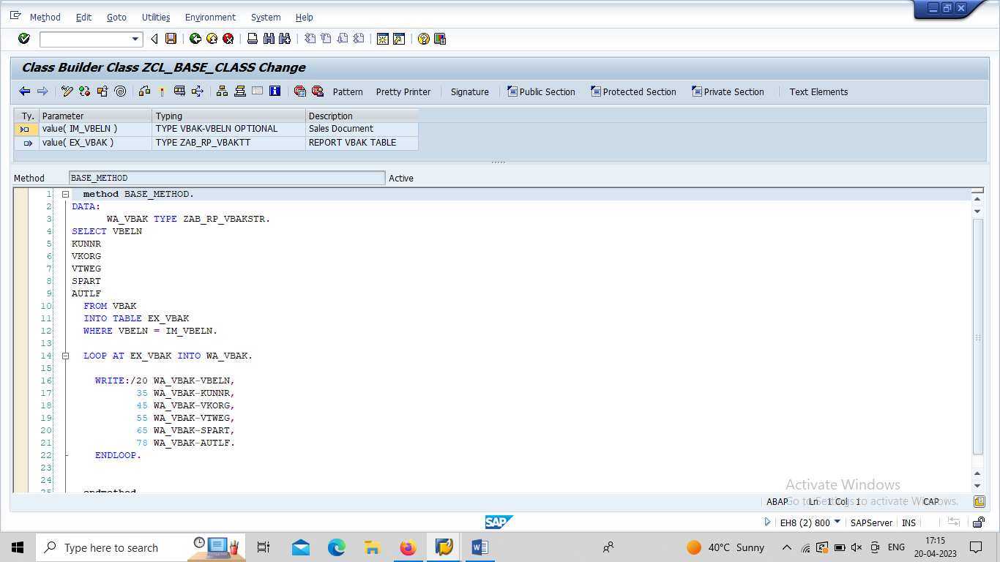 Method Edit Goto Utilities Environment System Help
Class Builder Class ZCL_BASE_CLASS Change
Pattern Pretty Printer Signature Public Section Protected Section Private Section Text Elements
Ty. Parameter Typing Description
value( IM_VBELN ) TYPE VBAK-VBELN OPTIONAL Sales Document
value( EX_VBAK ) TYPE ZAB_RP_VBAKTT REPORT VBAK TABLE
Method BASE_METHOD Active
1 method BASE_METHOD.
2 DATA:
3 WA_VBAK TYPE ZAB_RP_VBAKSTR.
4 SELECT VBELN
5 KUNNR
6 VKORG
7 VTWEG
8 SPART
9 AUTLF
10 FROM VBAK
11 INTO TABLE EX_VBAK
12 WHERE VBELN = IM_VBELN.
13
14 LOOP AT EX_VBAK INTO WA_VBAK.
15
16 WRITE:/20 WA_VBAK-VBELN,
17 35 WA_VBAK-KUNNR,
18 45 WA_VBAK-VKORG,
19 55 WA_VBAK-VTWEG,
20 65 WA_VBAK-SPART,
21 78 WA_VBAK-AUTLF.
22 ENDLOOP.
23
24
25 endmethod
Activate Windows
Go to Settings to activate Windows.
ABAP Ln 1 Col 1 CAP
SAP
EH8 (2) 800 SAPServer INS
Type here to search
40°C Sunny
ENG
17:15
20-04-2023